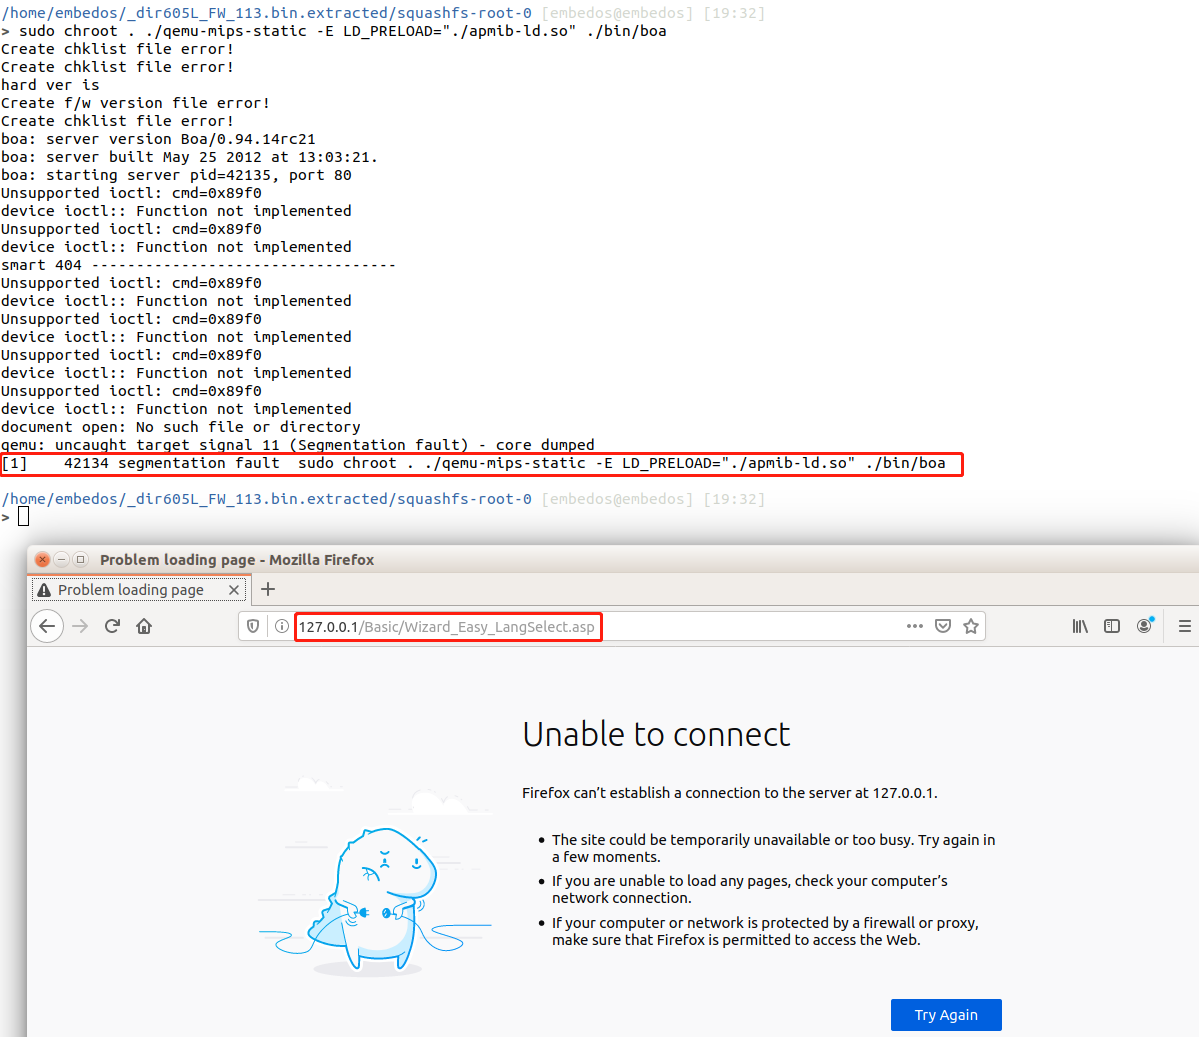 /home/embedos/_dir605L_FW_113.bin.extracted/squashfs-root-0 [embedos@embedos] [19:32]
> sudo chroot . ./qemu-mips-static -E LD_PRELOAD="./apmib-ld.so" ./bin/boa
Create chklist file error!
Create chklist file error!
hard ver is
Create f/w version file error!
Create chklist file error!
boa: server version Boa/0.94.14rc21
boa: server built May 25 2012 at 13:03:21.
boa: starting server pid=42135, port 80
Unsupported ioctl: cmd=0x89f0
device ioctl:: Function not implemented
Unsupported ioctl: cmd=0x89f0
device ioctl:: Function not implemented
smart 404 ----------------------------------
Unsupported ioctl: cmd=0x89f0
device ioctl:: Function not implemented
Unsupported ioctl: cmd=0x89f0
device ioctl:: Function not implemented
Unsupported ioctl: cmd=0x89f0
device ioctl:: Function not implemented
Unsupported ioctl: cmd=0x89f0
device ioctl:: Function not implemented
document open: No such file or directory
qemu: uncaught target signal 11 (Segmentation fault) - core dumped
[1]    42134 segmentation fault  sudo chroot . ./qemu-mips-static -E LD_PRELOAD="./apmib-ld.so" ./bin/boa
/home/embedos/_dir605L_FW_113.bin.extracted/squashfs-root-0 [embedos@embedos] [19:32]
>
Problem loading page - Mozilla Firefox
Problem loading page
127.0.0.1/Basic/Wizard_Easy_LangSelect.asp
Unable to connect
Firefox can’t establish a connection to the server at 127.0.0.1.
• The site could be temporarily unavailable or too busy. Try again in
a few moments.
• If you are unable to load any pages, check your computer’s
network connection.
• If your computer or network is protected by a firewall or proxy,
make sure that Firefox is permitted to access the Web.
Try Again